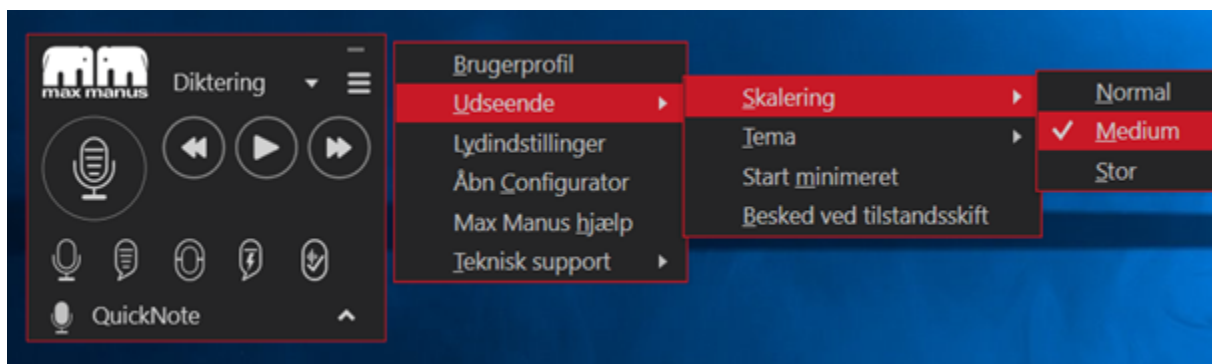 max manus
Diktering
QuickNote
Brugerprofil
Udseende
Lydindstillinger
Åbn Configurator
Max Manus hjælp
Teknisk support
Skalering
Tema
Start minimeret
Besked ved tilstandsskift
Normal
Medium
Stor